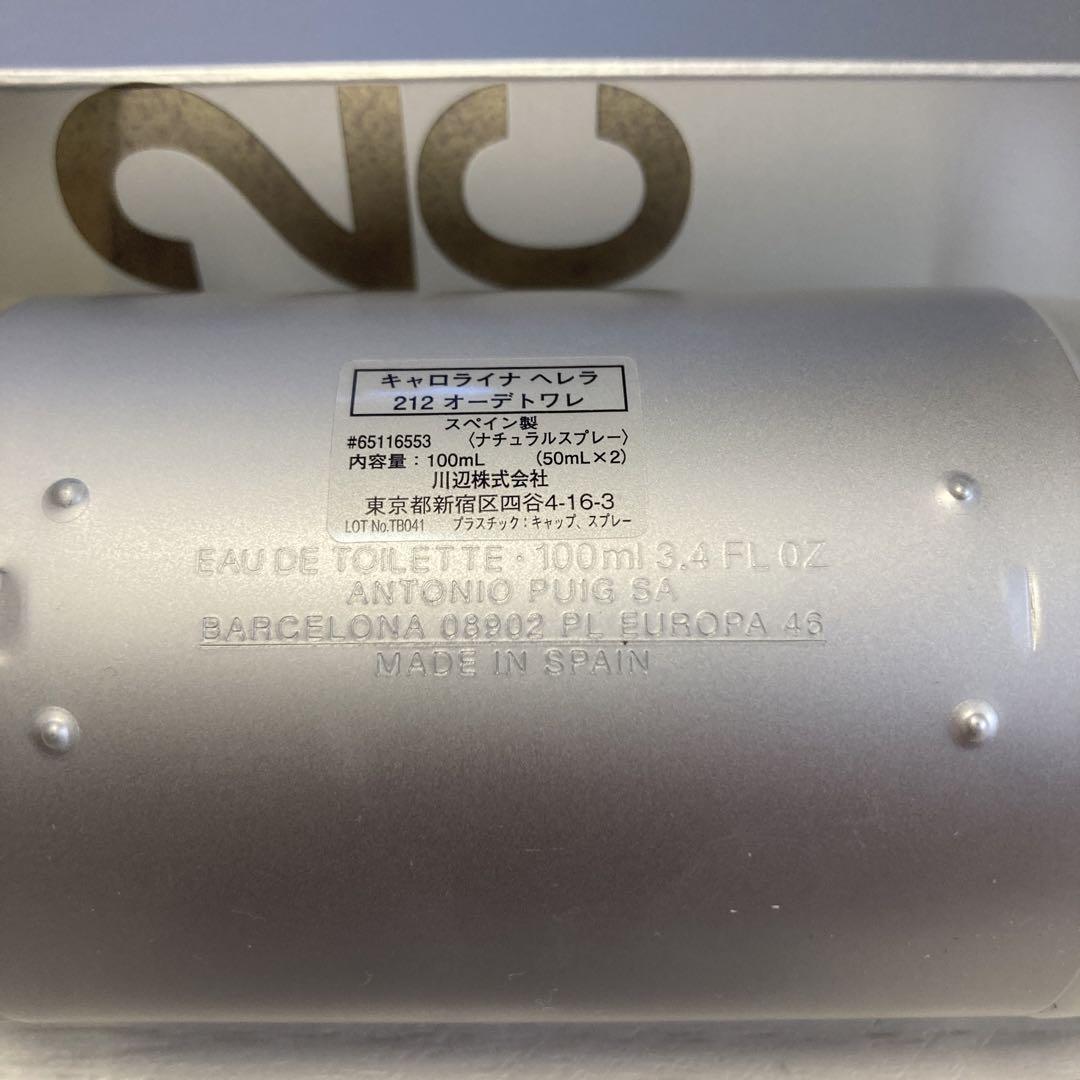 2C
キャロライナ ヘレラ
212 オーデトワレ
スペイン製
#65116553 〈ナチュラルスプレー〉
内容量：100mL （50mL×2）
川辺株式会社
東京都新宿区四谷4-16-3
LOT No.TB041 プラスチック：キャップ、スプレー
EAU DE TOILETTE · 100ml 3.4 FL OZ
ANTONIO PUIG SA
BARCELONA 08902 PL EUROPA 46
MADE IN SPAIN